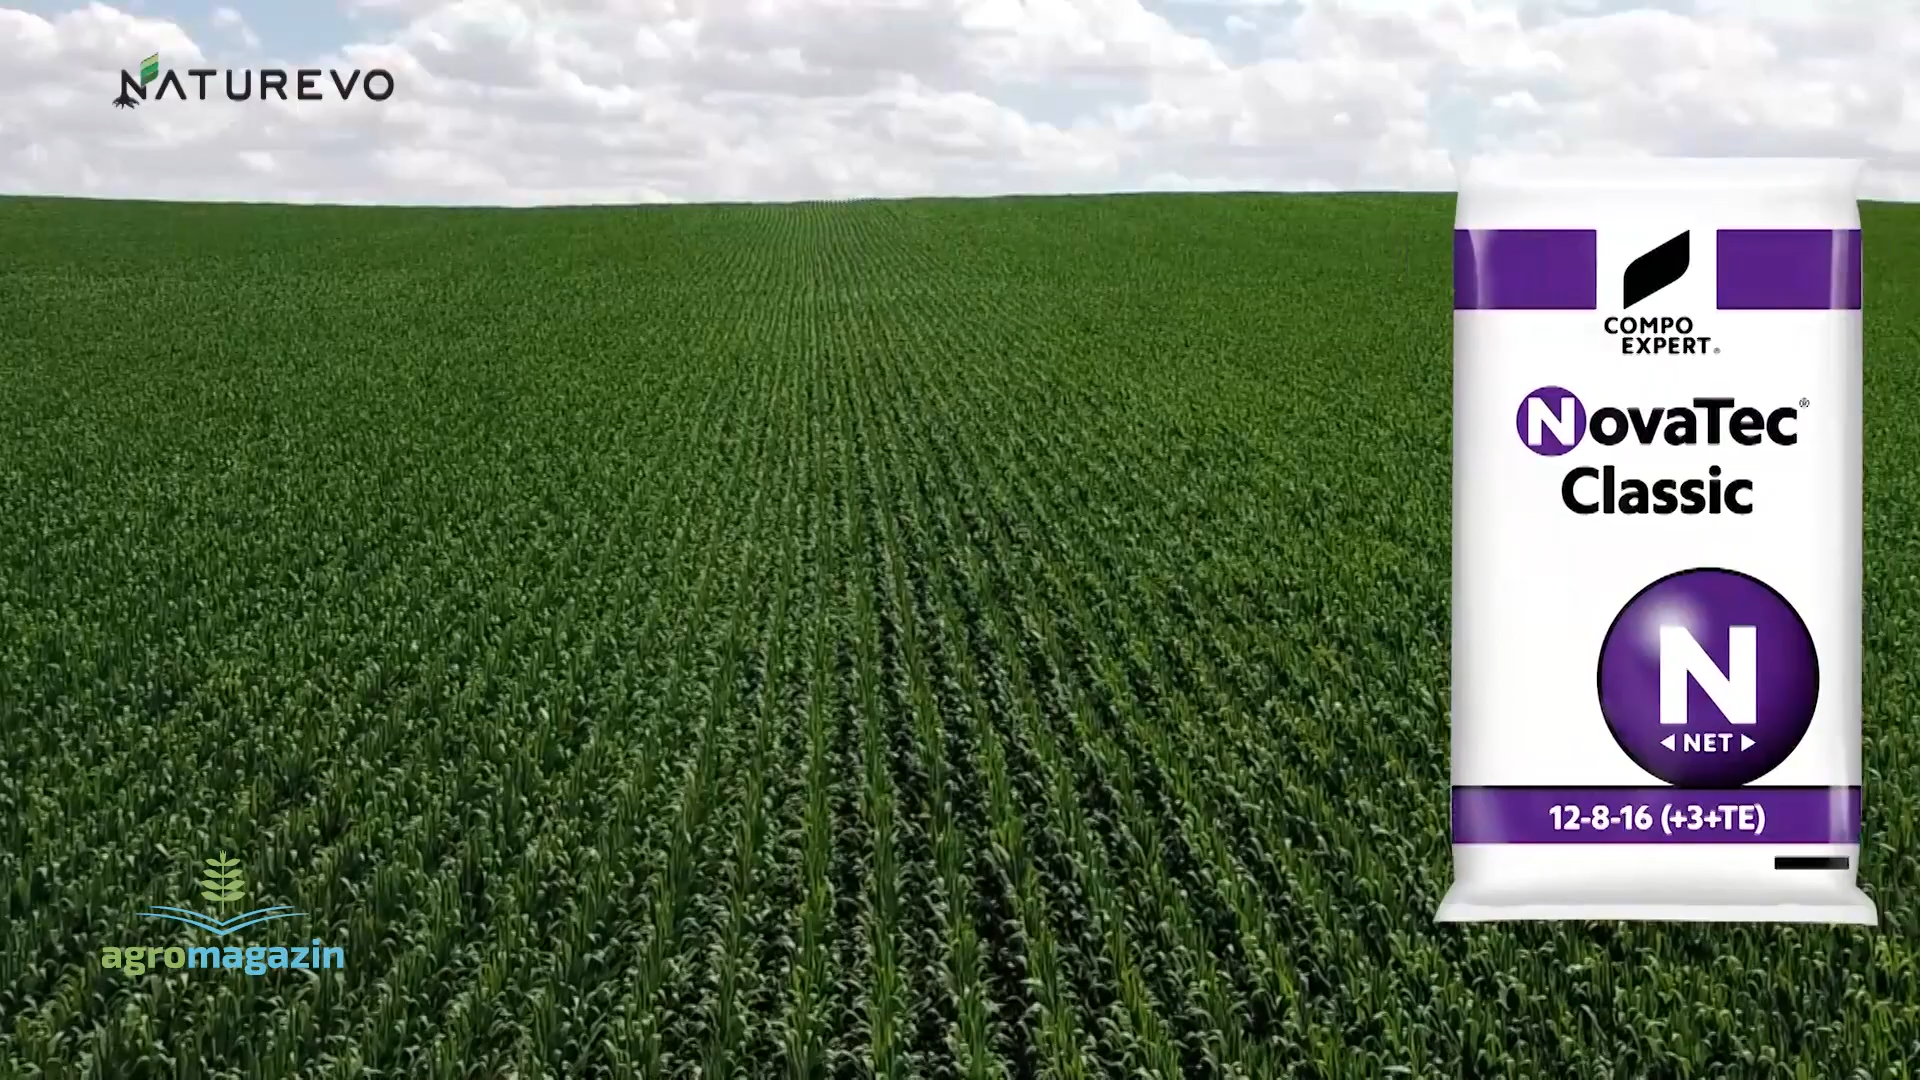 NATUREVO
COMPO
EXPERT®
NovaTec®
Classic
N
◄ NET ►
12-8-16 (+3+TE)
agromagazin